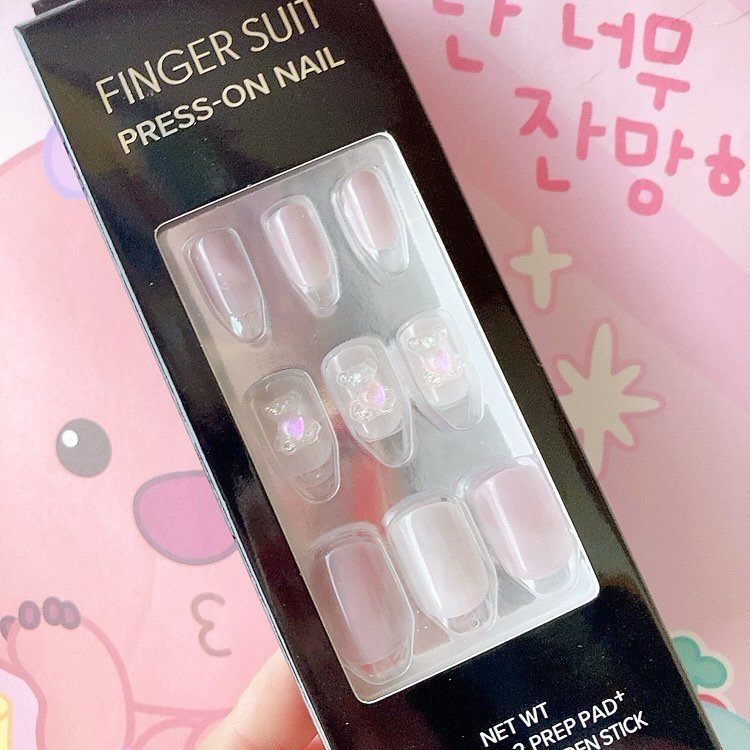 FINGER SUIT
PRESS-ON NAIL
너무
잔망
NET WT
2 PREP PAD+
STICK